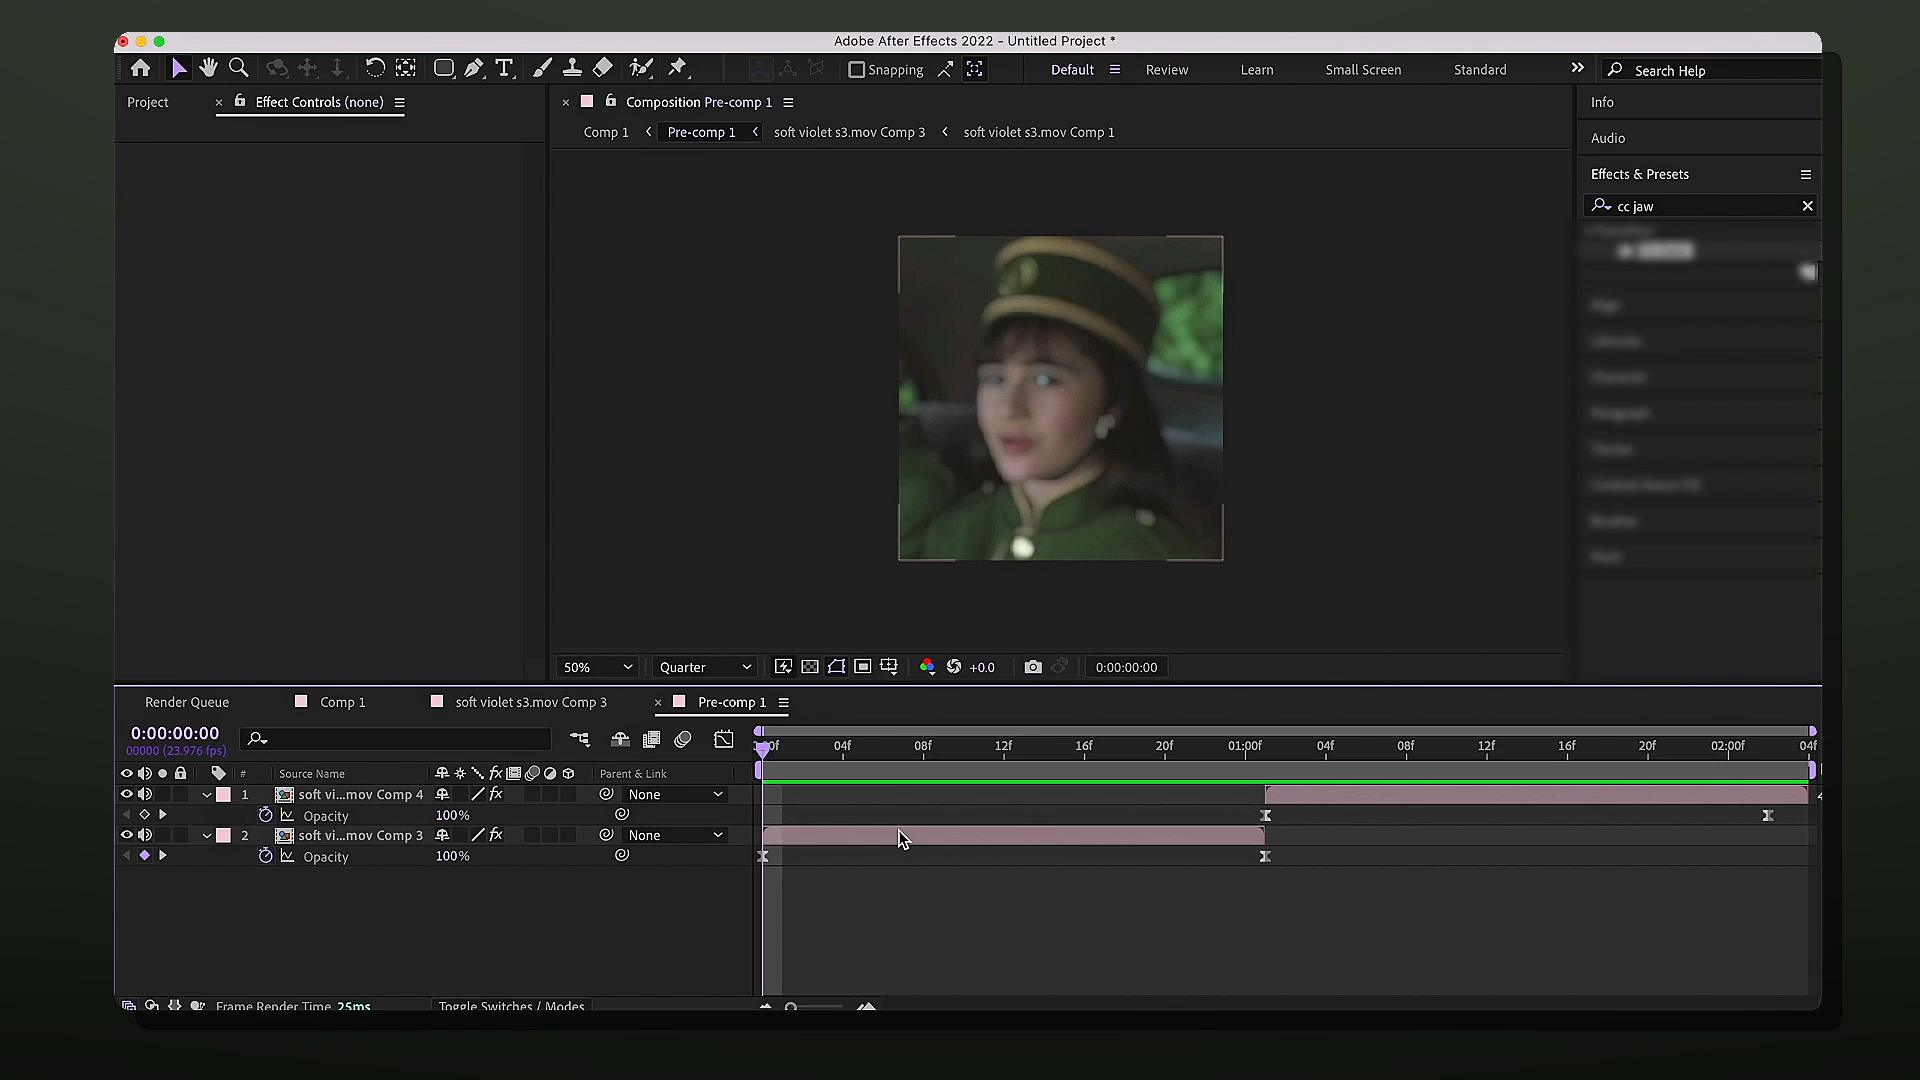 Adobe After Effects 2022 - Untitled Project *
Snapping
Default
Review
Learn
Small Screen
Standard
Search Help
Project
Effect Controls (none)
Composition Pre-comp 1
Info
Comp 1
Pre-comp 1
soft violet s3.mov Comp 3
soft violet s3.mov Comp 1
Audio
Effects & Presets
cc jaw
50%
Quarter
+0.0
0:00:00:00
Render Queue
Comp 1
soft violet s3.mov Comp 3
Pre-comp 1
0:00:00:00
00000 (23.976 fps)
04f 08f 12f 16f 20f 01:00f 04f 08f 12f 16f 20f 02:00f 04f
# Source Name
Parent & Link
1 soft vi...mov Comp 4
None
Opacity 100%
2 soft vi...mov Comp 3
None
Opacity 100%
Frame Render Time 25ms
Toggle Switches / Modes